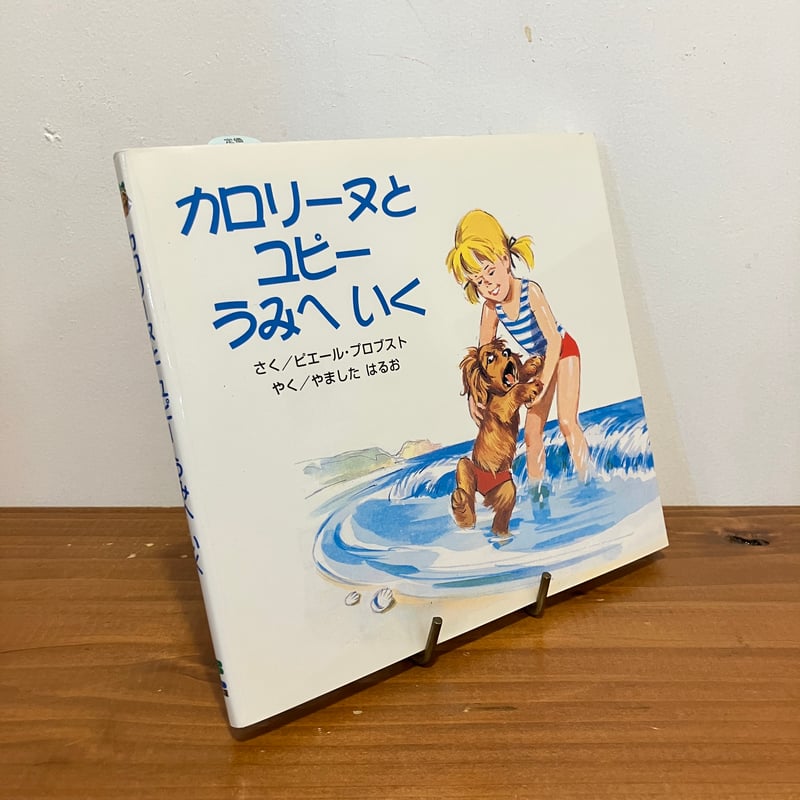 カロリーヌと
ユピー
うみへ いく
さく／ピエール・プロブスト
やく／やました はるお
カロリーヌと ユピー うみへ いく